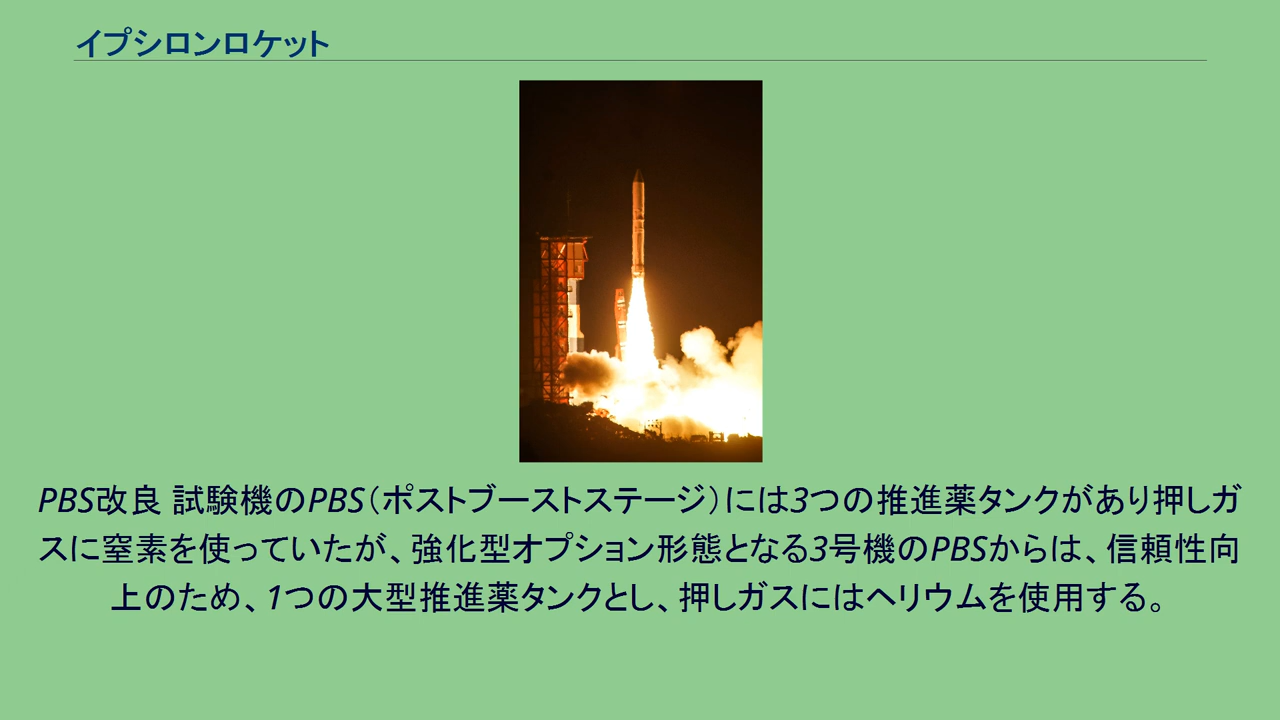 イプシロンロケット
PBS改良 試験機のPBS（ポストブーストステージ）には3つの推進薬タンクがあり押しガ
スに窒素を使っていたが、強化型オプション形態となる3号機のPBSからは、信頼性向
上のため、1つの大型推進薬タンクとし、押しガスにはヘリウムを使用する。